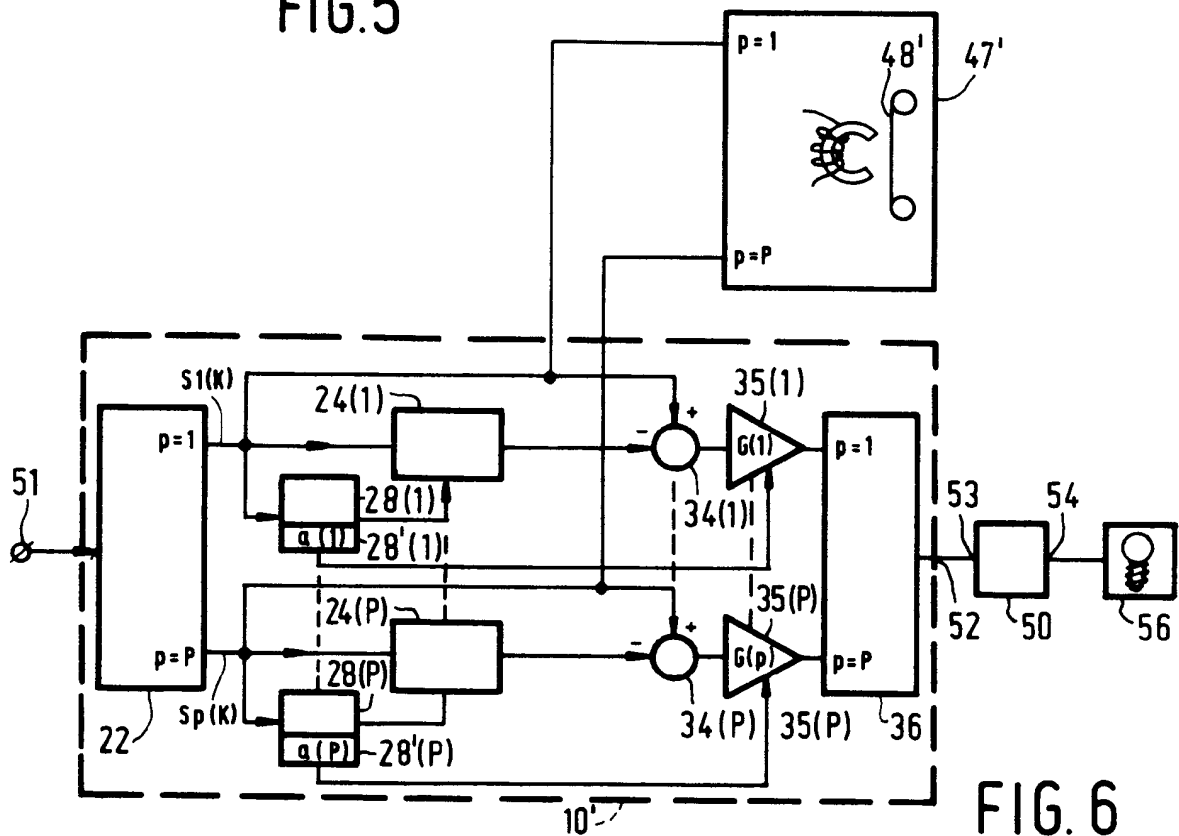 FIG.5
p=1
48'
47'
p=P
S1(K)
24(1)
35(1)
p=1
+
-
G(1)
p=1
51
28(1)
34(1)
53
54
a(1)
28'(1)
24(P)
35(P)
52
50
56
p=P
+
-
G(p)
p=P
28(P)
Sp(K)
22
a(P)
28'(P)
34(P)
35(P)
36
10'
FIG. 6